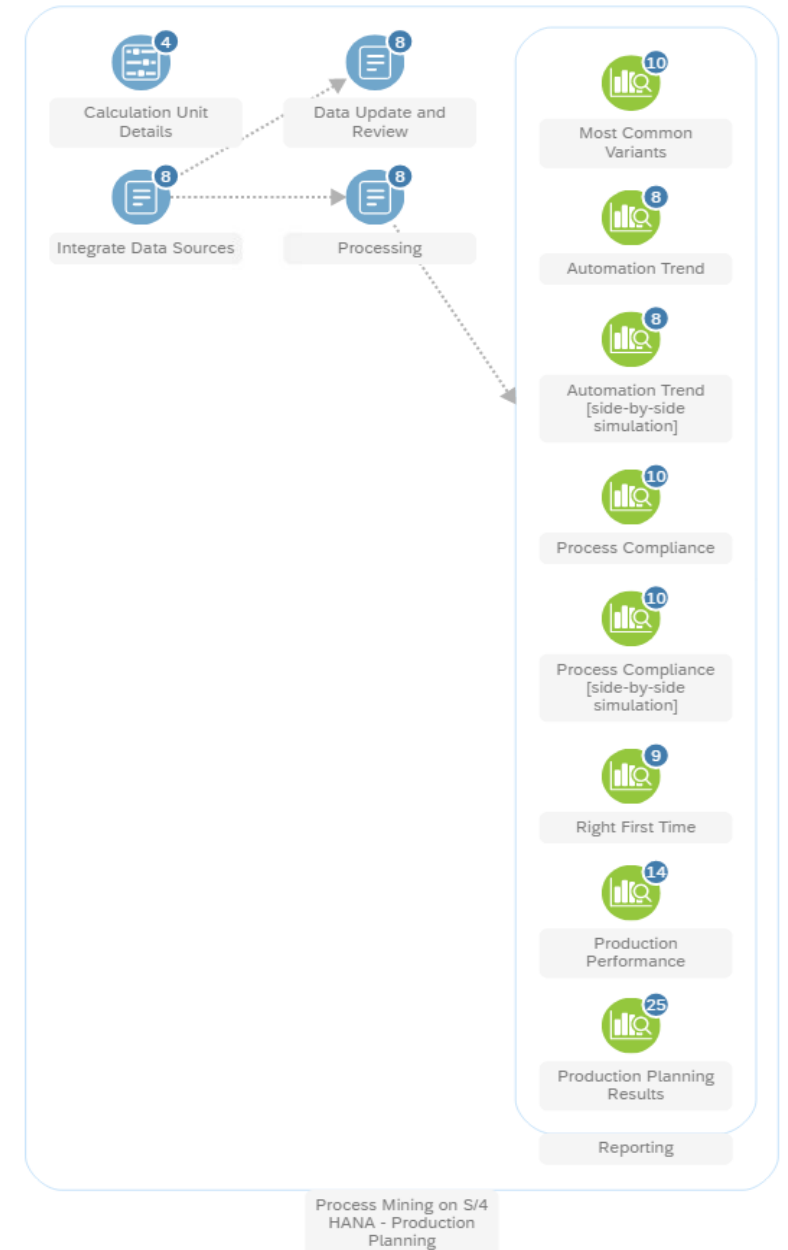 4
Calculation Unit
Details
8
Data Update and
Review
8
Integrate Data Sources
8
Processing
10
Most Common
Variants
8
Automation Trend
8
Automation Trend
[side-by-side
simulation]
10
Process Compliance
10
Process Compliance
[side-by-side
simulation]
9
Right First Time
14
Production
Performance
25
Production Planning
Results
Reporting
Process Mining on S/4
HANA - Production
Planning